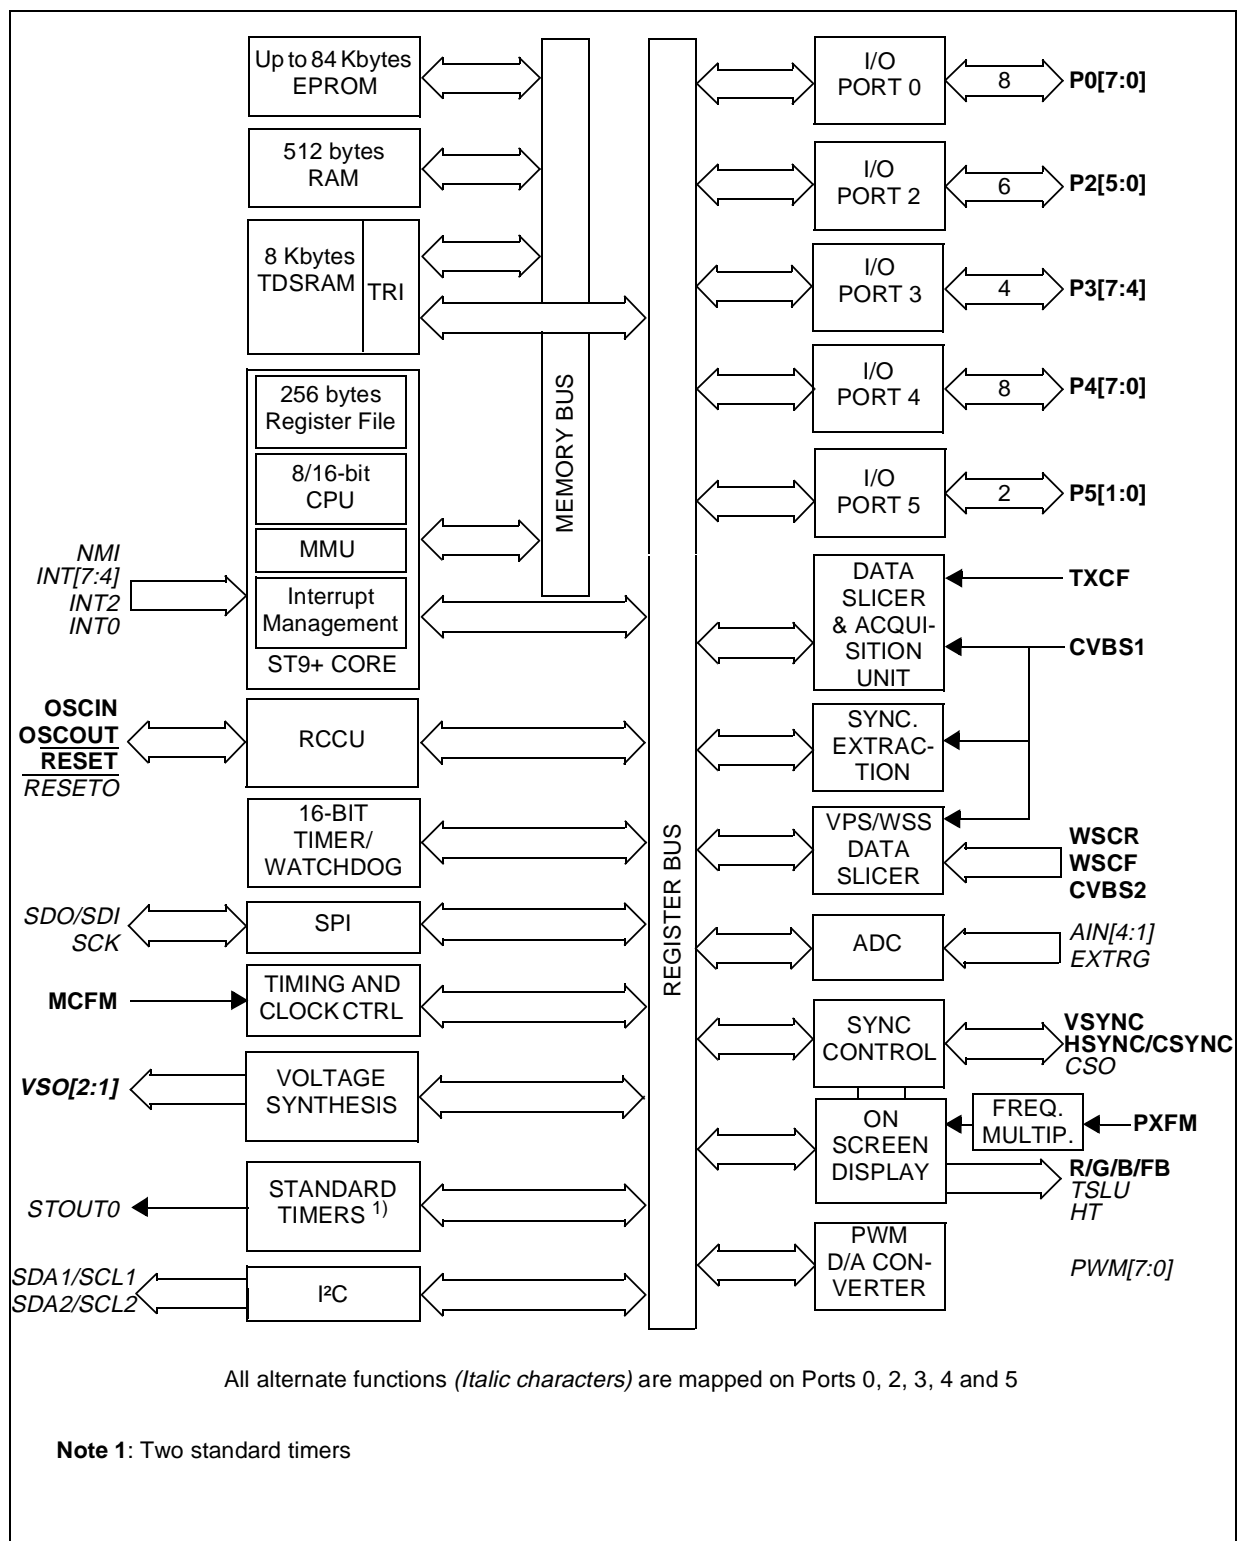 Up to 84 Kbytes
EPROM
512 bytes
RAM
8 Kbytes
TDSRAM
TRI
256 bytes
Register File
8/16-bit
CPU
MMU
Interrupt
Management
ST9+ CORE
NMI
INT[7:4]
INT2
INT0
OSCIN
OSCOUT
RESET
RESETO
RCCU
16-BIT
TIMER/
WATCHDOG
SDO/SDI
SCK
SPI
MCFM
TIMING AND
CLOCK CTRL
VSO[2:1]
VOLTAGE
SYNTHESIS
STOUT0
STANDARD
TIMERS 1)
SDA1/SCL1
SDA2/SCL2
I²C
MEMORY BUS
REGISTER BUS
I/O
PORT 0
8
P0[7:0]
I/O
PORT 2
6
P2[5:0]
I/O
PORT 3
4
P3[7:4]
I/O
PORT 4
8
P4[7:0]
I/O
PORT 5
2
P5[1:0]
DATA
SLICER
& ACQUI-
SITION
UNIT
TXCF
CVBS1
SYNC.
EXTRAC-
TION
VPS/WSS
DATA
SLICER
WSCR
WSCF
CVBS2
ADC
AIN[4:1]
EXTRG
SYNC
CONTROL
VSYNC
HSYNC/CSYNC
CSO
ON
SCREEN
DISPLAY
FREQ.
MULTIP.
PXFM
R/G/B/FB
TSLU
HT
PWM
D/A CON-
VERTER
PWM[7:0]
All alternate functions (Italic characters) are mapped on Ports 0, 2, 3, 4 and 5
Note 1: Two standard timers